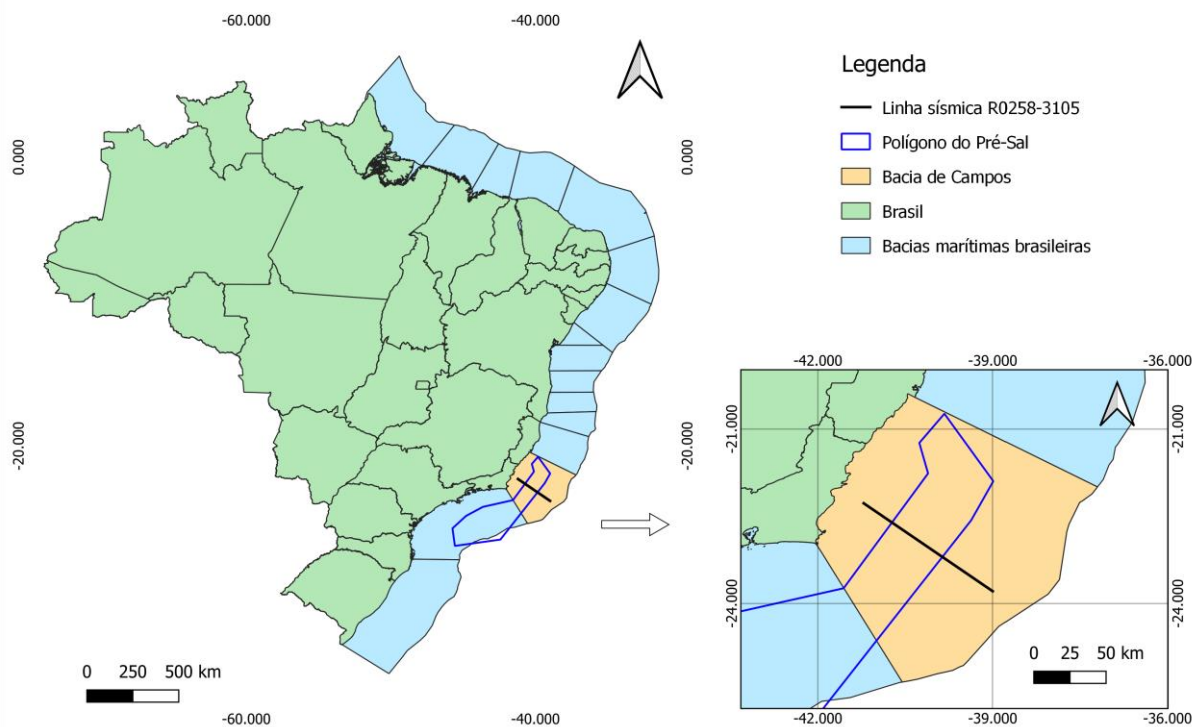 -60.000
-40.000
0.000
0.000
-20.000
-20.000
0 250 500 km
-60.000
-40.000
Legenda
Linha sísmica R0258-3105
Polígono do Pré-Sal
Bacia de Campos
Brasil
Bacias marítimas brasileiras
-42.000
-39.000
-36.000
-21.000
-21.000
-24.000
-24.000
0 25 50 km
-42.000
-39.000
-36.000